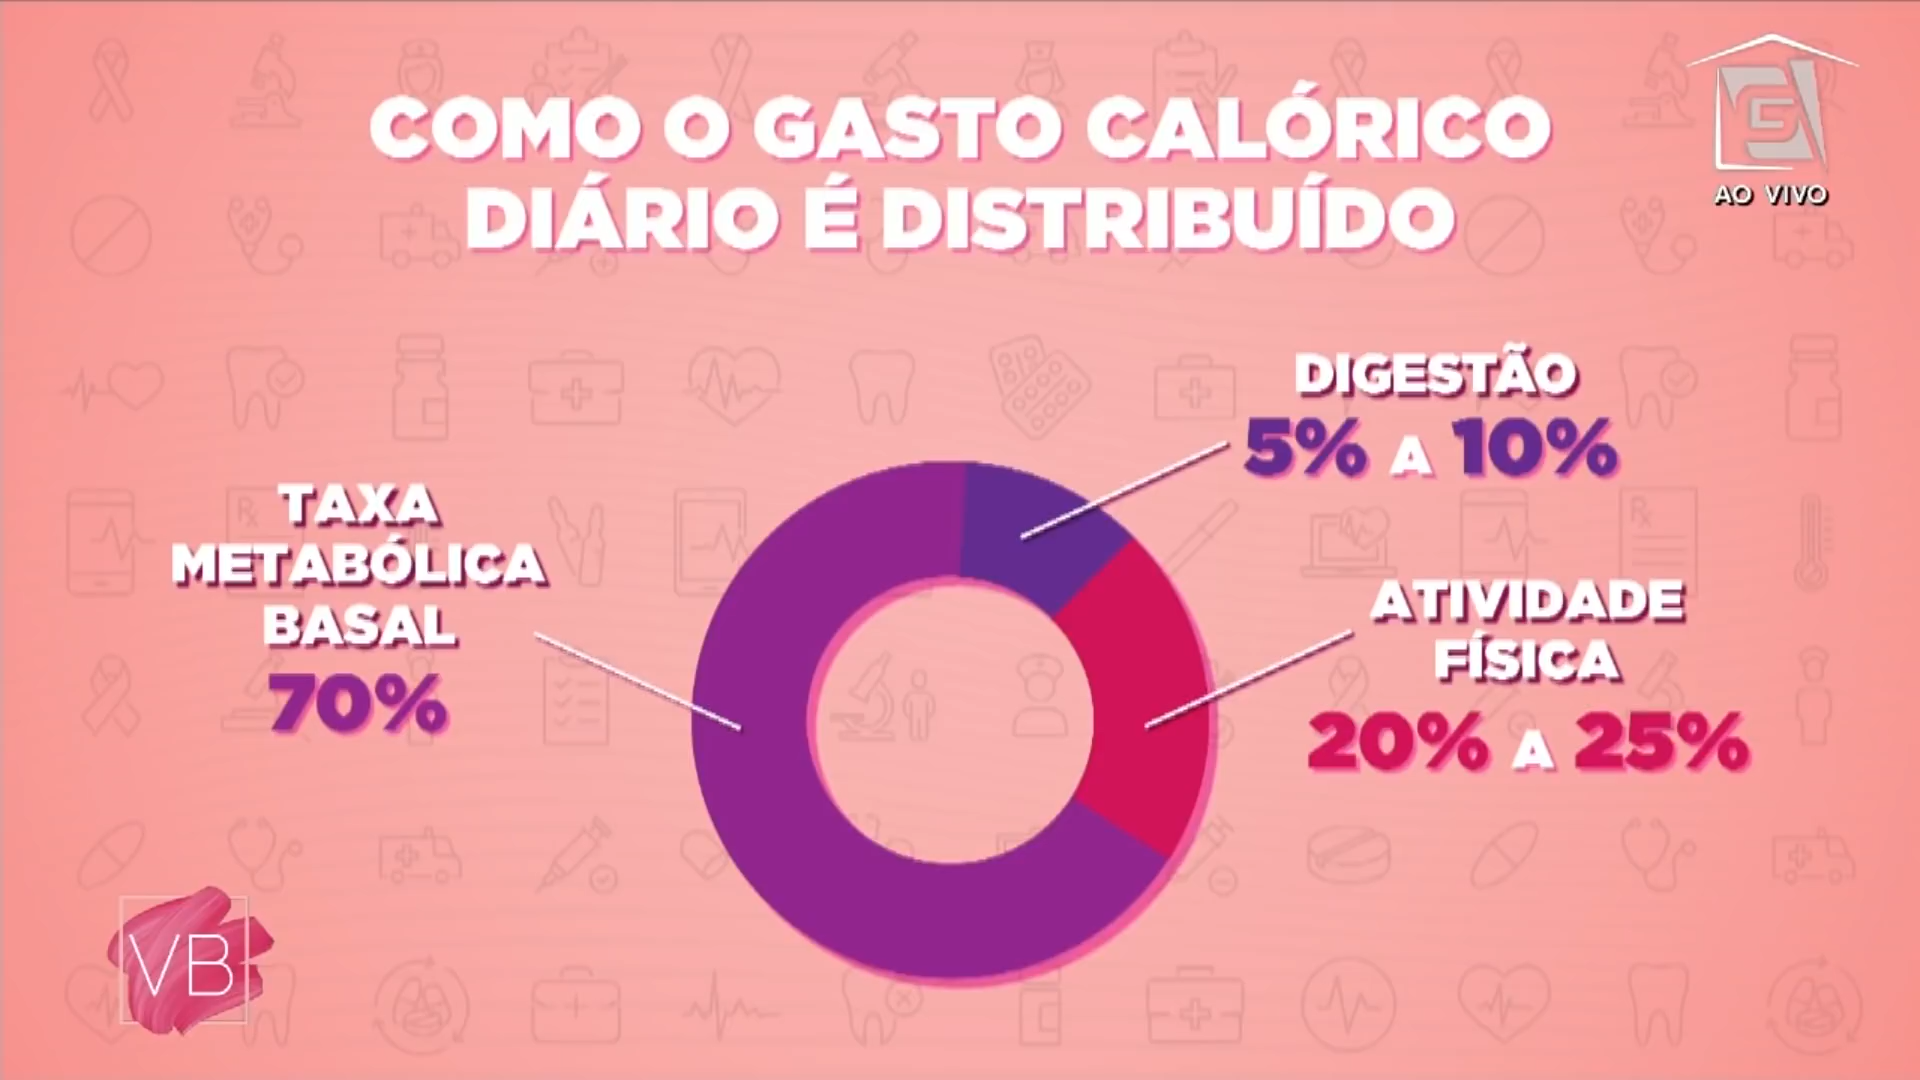 COMO O GASTO CALÓRICO
DIÁRIO É DISTRIBUÍDO
AO VIVO
DIGESTÃO
5% A 10%
TAXA
METABÓLICA
BASAL
70%
ATIVIDADE
FÍSICA
20% A 25%
VB